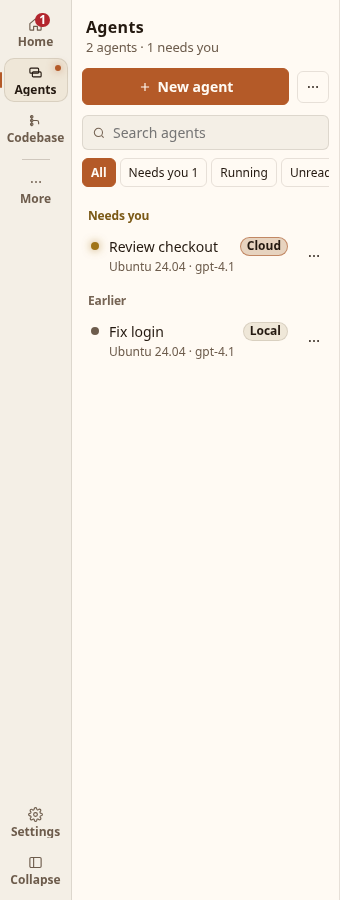 1
Home
Agents
Codebase
More
Settings
Collapse
Agents
2 agents · 1 needs you
+ New agent
Search agents
All
Needs you 1
Running
Needs you
Review checkout
Cloud
Ubuntu 24.04 · gpt-4.1
Earlier
Fix login
Local
Ubuntu 24.04 · gpt-4.1